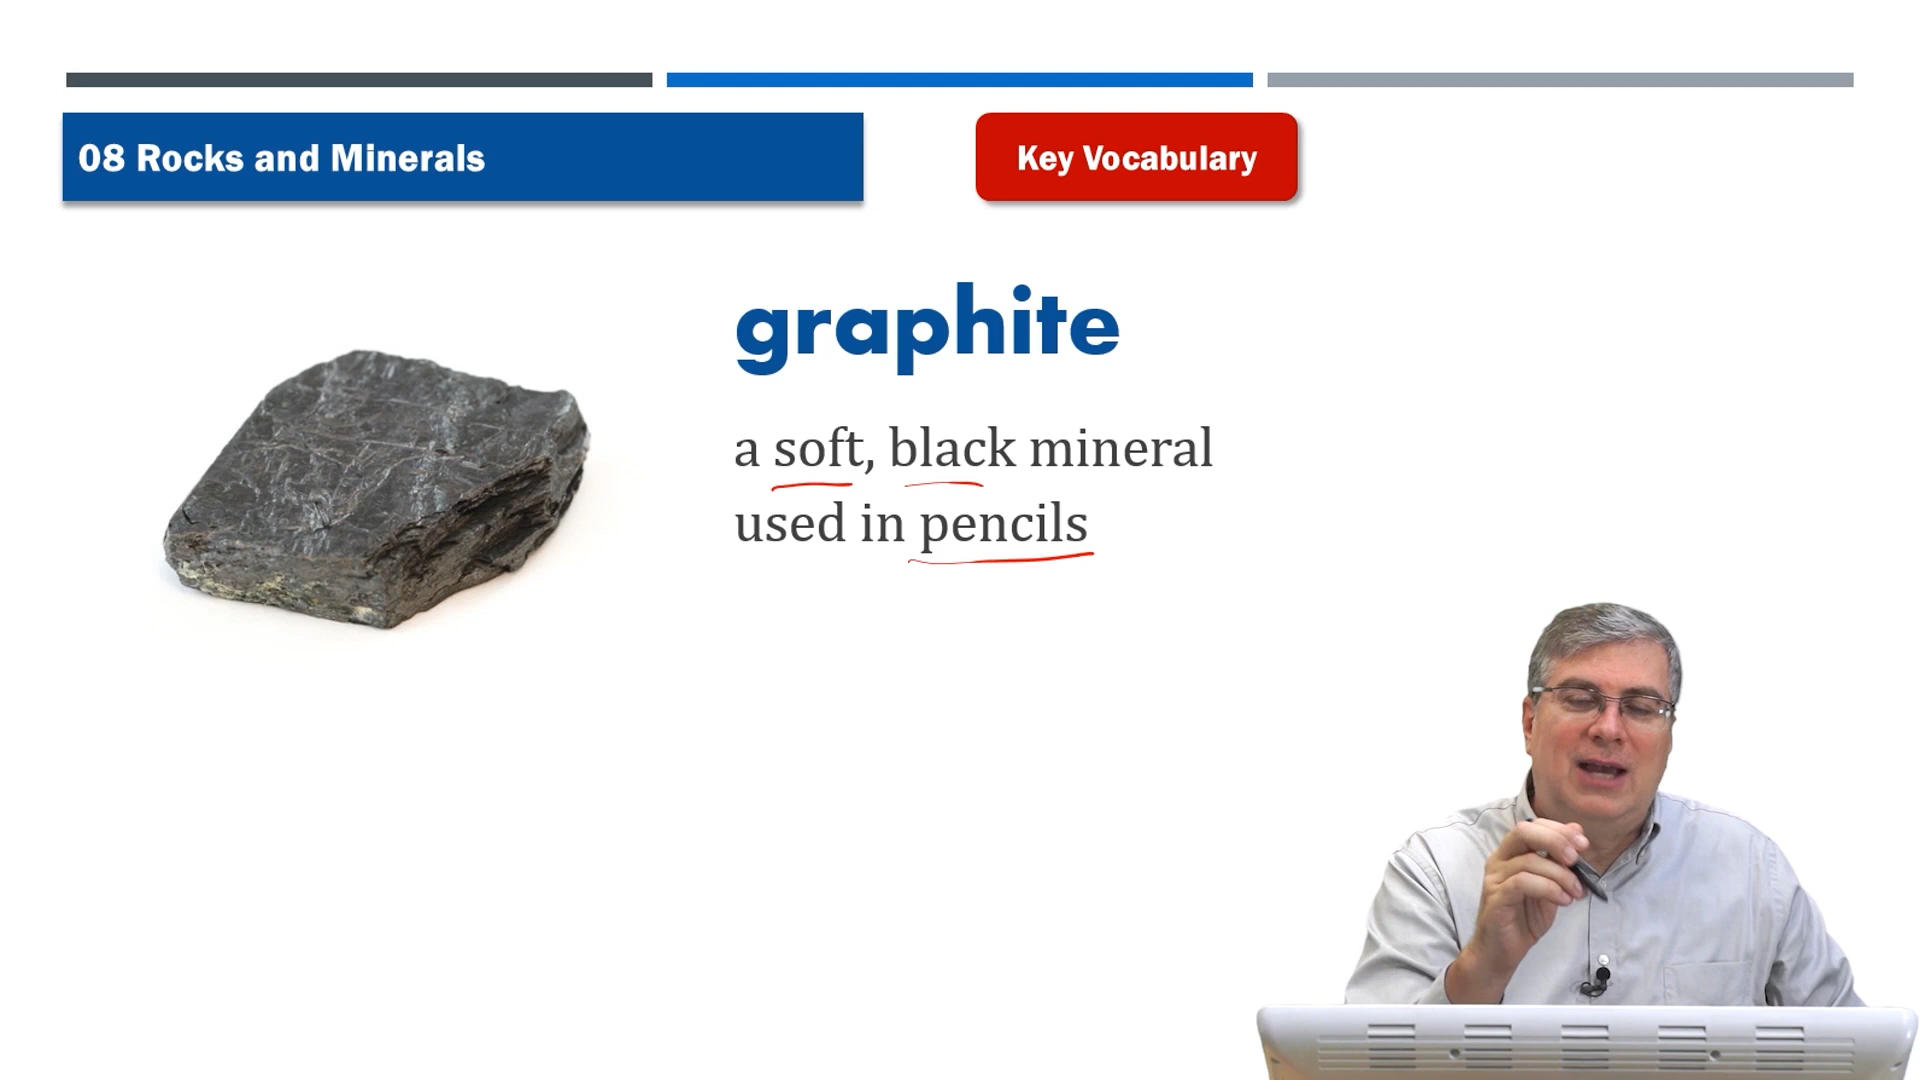 08 Rocks and Minerals
Key Vocabulary
graphite
a soft, black mineral
used in pencils